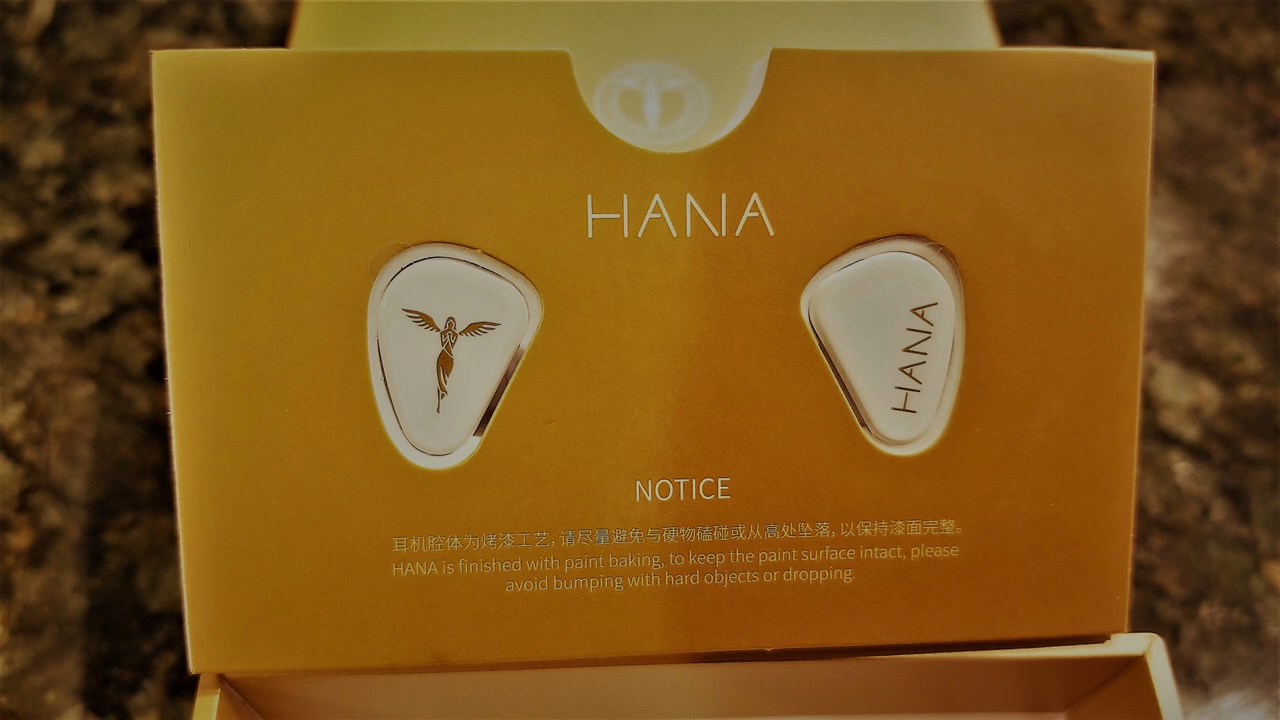 HANA
HANA
NOTICE
耳机腔体为烤漆工艺, 请尽量避免与硬物磕碰或从高处坠落, 以保持漆面完整。
HANA is finished with paint baking, to keep the paint surface intact, please
avoid bumping with hard objects or dropping.